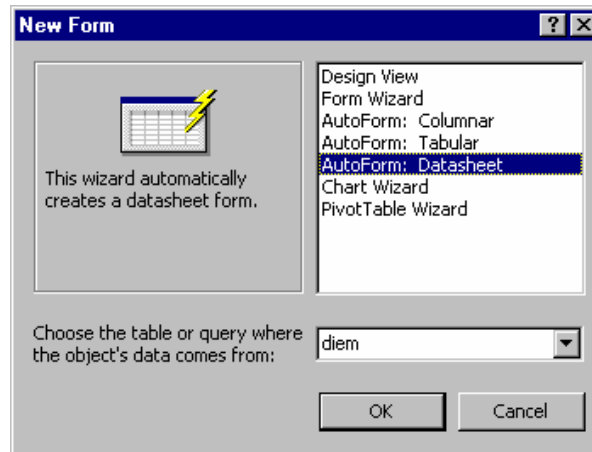 New Form
This wizard automatically
creates a datasheet form.
Design View
Form Wizard
AutoForm: Columnar
AutoForm: Tabular
AutoForm: Datasheet
Chart Wizard
PivotTable Wizard
Choose the table or query where
the object's data comes from:
diem
OK
Cancel